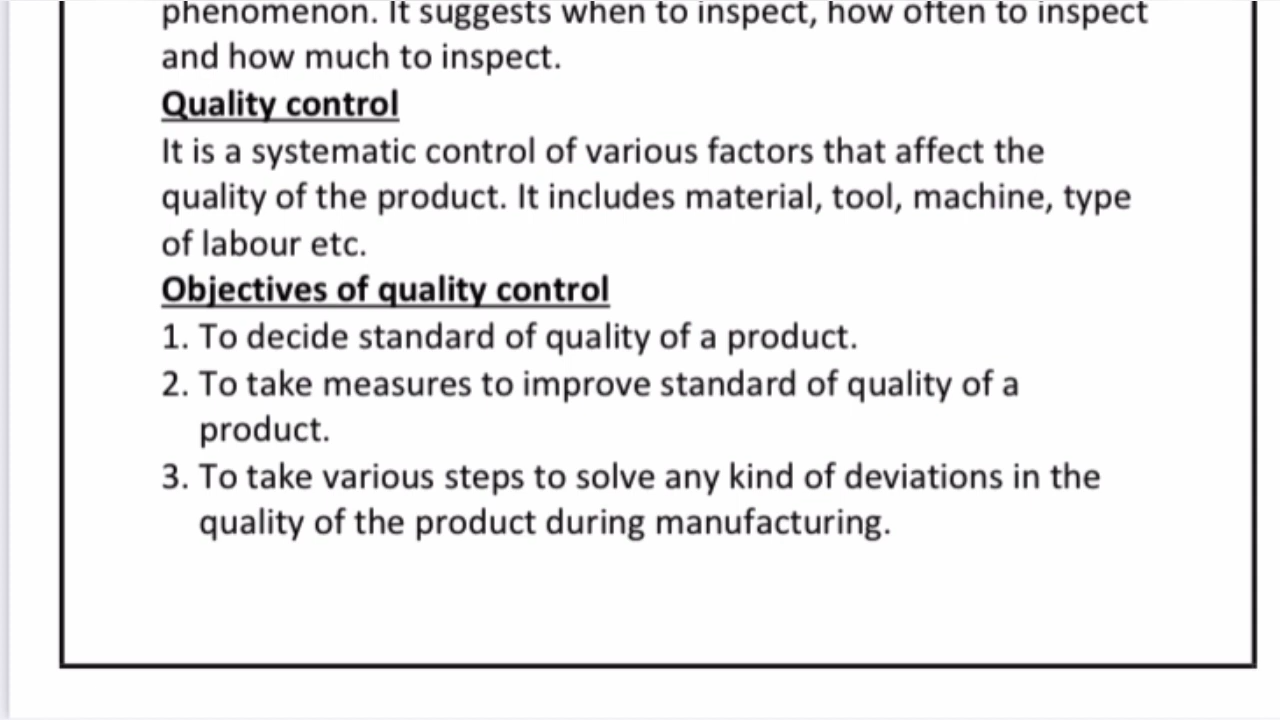 phenomenon. It suggests when to inspect, how often to inspect
and how much to inspect.
Quality control
It is a systematic control of various factors that affect the
quality of the product. It includes material, tool, machine, type
of labour etc.
Objectives of quality control
1. To decide standard of quality of a product.
2. To take measures to improve standard of quality of a
product.
3. To take various steps to solve any kind of deviations in the
quality of the product during manufacturing.